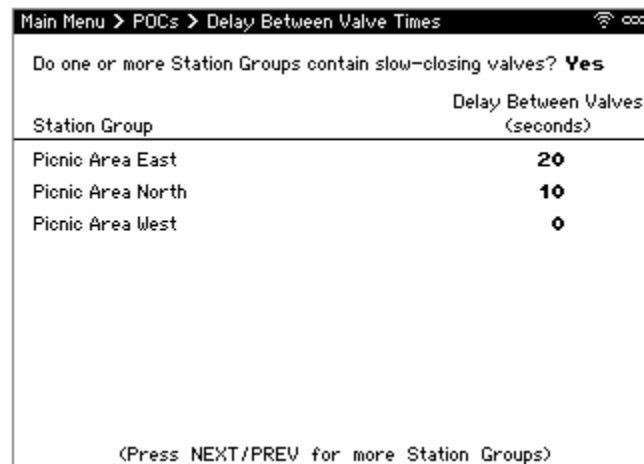 Main Menu > POCs > Delay Between Valve Times
Do one or more Station Groups contain slow-closing valves? Yes
Delay Between Valves
Station Group (seconds)
Picnic Area East 20
Picnic Area North 10
Picnic Area West 0
(Press NEXT/PREV for more Station Groups)